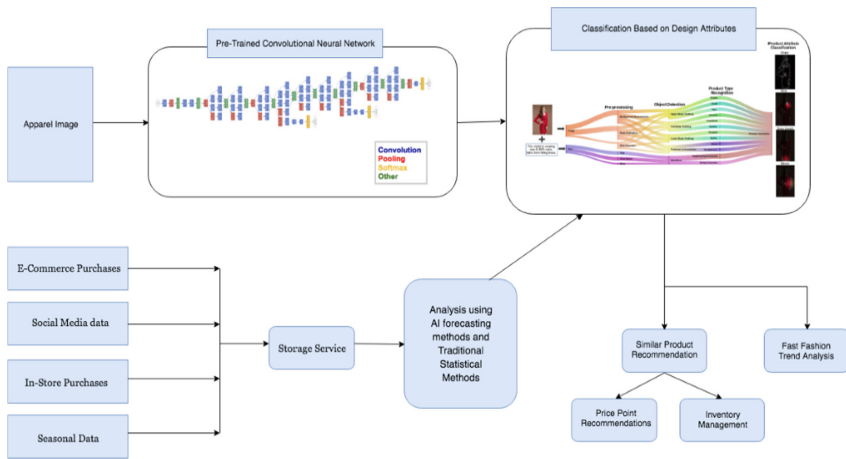 Pre-Trained Convolutional Neural Network
Classification Based on Design Attributes
Apparel Image
Convolution
Pooling
Softmax
Other
Product Attribute
Classification
Product Type
Recognition
Pre-processing
Object Detection
E-Commerce Purchases
Social Media data
In-Store Purchases
Seasonal Data
Storage Service
Analysis using
AI forecasting
methods and
Traditional
Statistical
Methods
Similar Product
Recommendation
Fast Fashion
Trend Analysis
Price Point
Recommendations
Inventory
Management